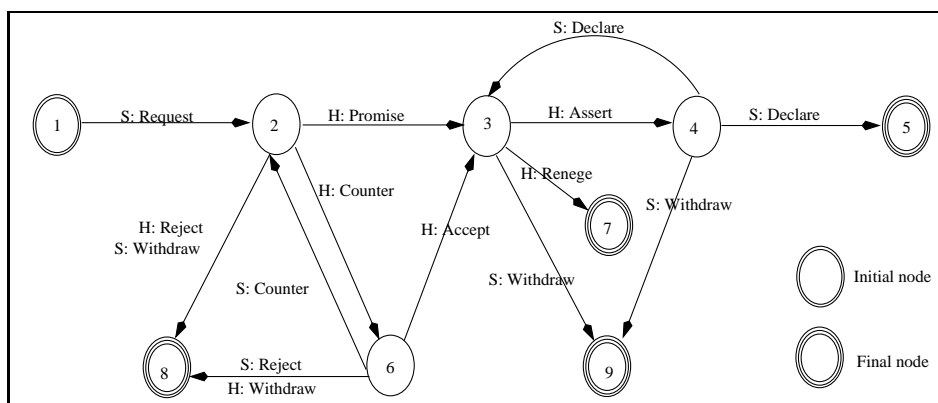 S: Declare
1
S: Request
2
H: Promise
3
H: Assert
4
S: Declare
5
H: Counter
H: Renege
S: Withdraw
H: Reject
S: Withdraw
H: Accept
7
S: Counter
S: Withdraw
Initial node
8
S: Reject
H: Withdraw
6
9
Final node